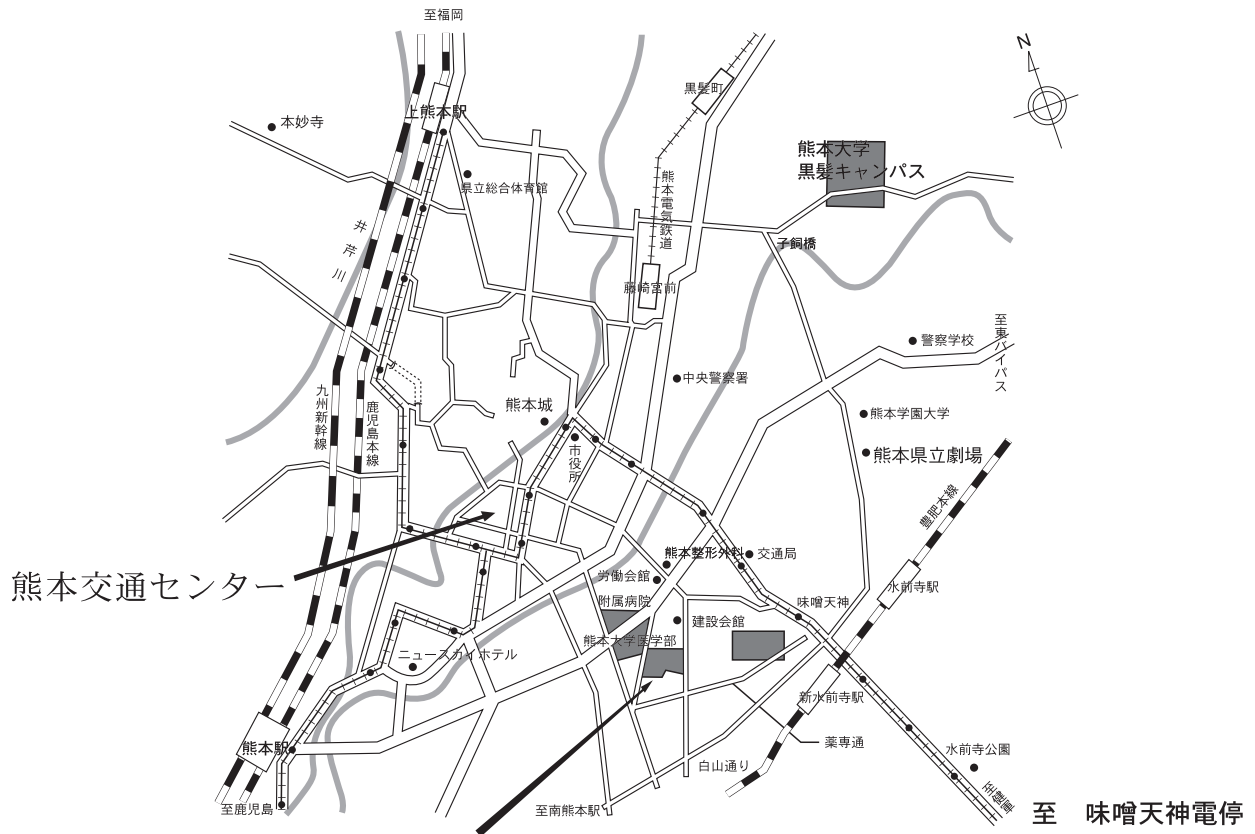 至福岡
N
黒髪町
上熊本駅
本妙寺
熊本大学
黒髪キャンパス
県立総合体育館
熊本電気鉄道
井芹川
子飼橋
藤崎宮前
至東バイパス
警察学校
中央警察署
九州新幹線
鹿児島本線
熊本城
熊本学園大学
市役所
熊本県立劇場
豊肥本線
熊本整形外科
交通局
熊本交通センター
労働会館
水前寺駅
附属病院
味噌天神
建設会館
熊本大学医学部
ニュースカイホテル
新水前寺駅
熊本駅
薬専通
水前寺公園
白山通り
至健軍
至鹿児島
至南熊本駅
至　味噌天神電停